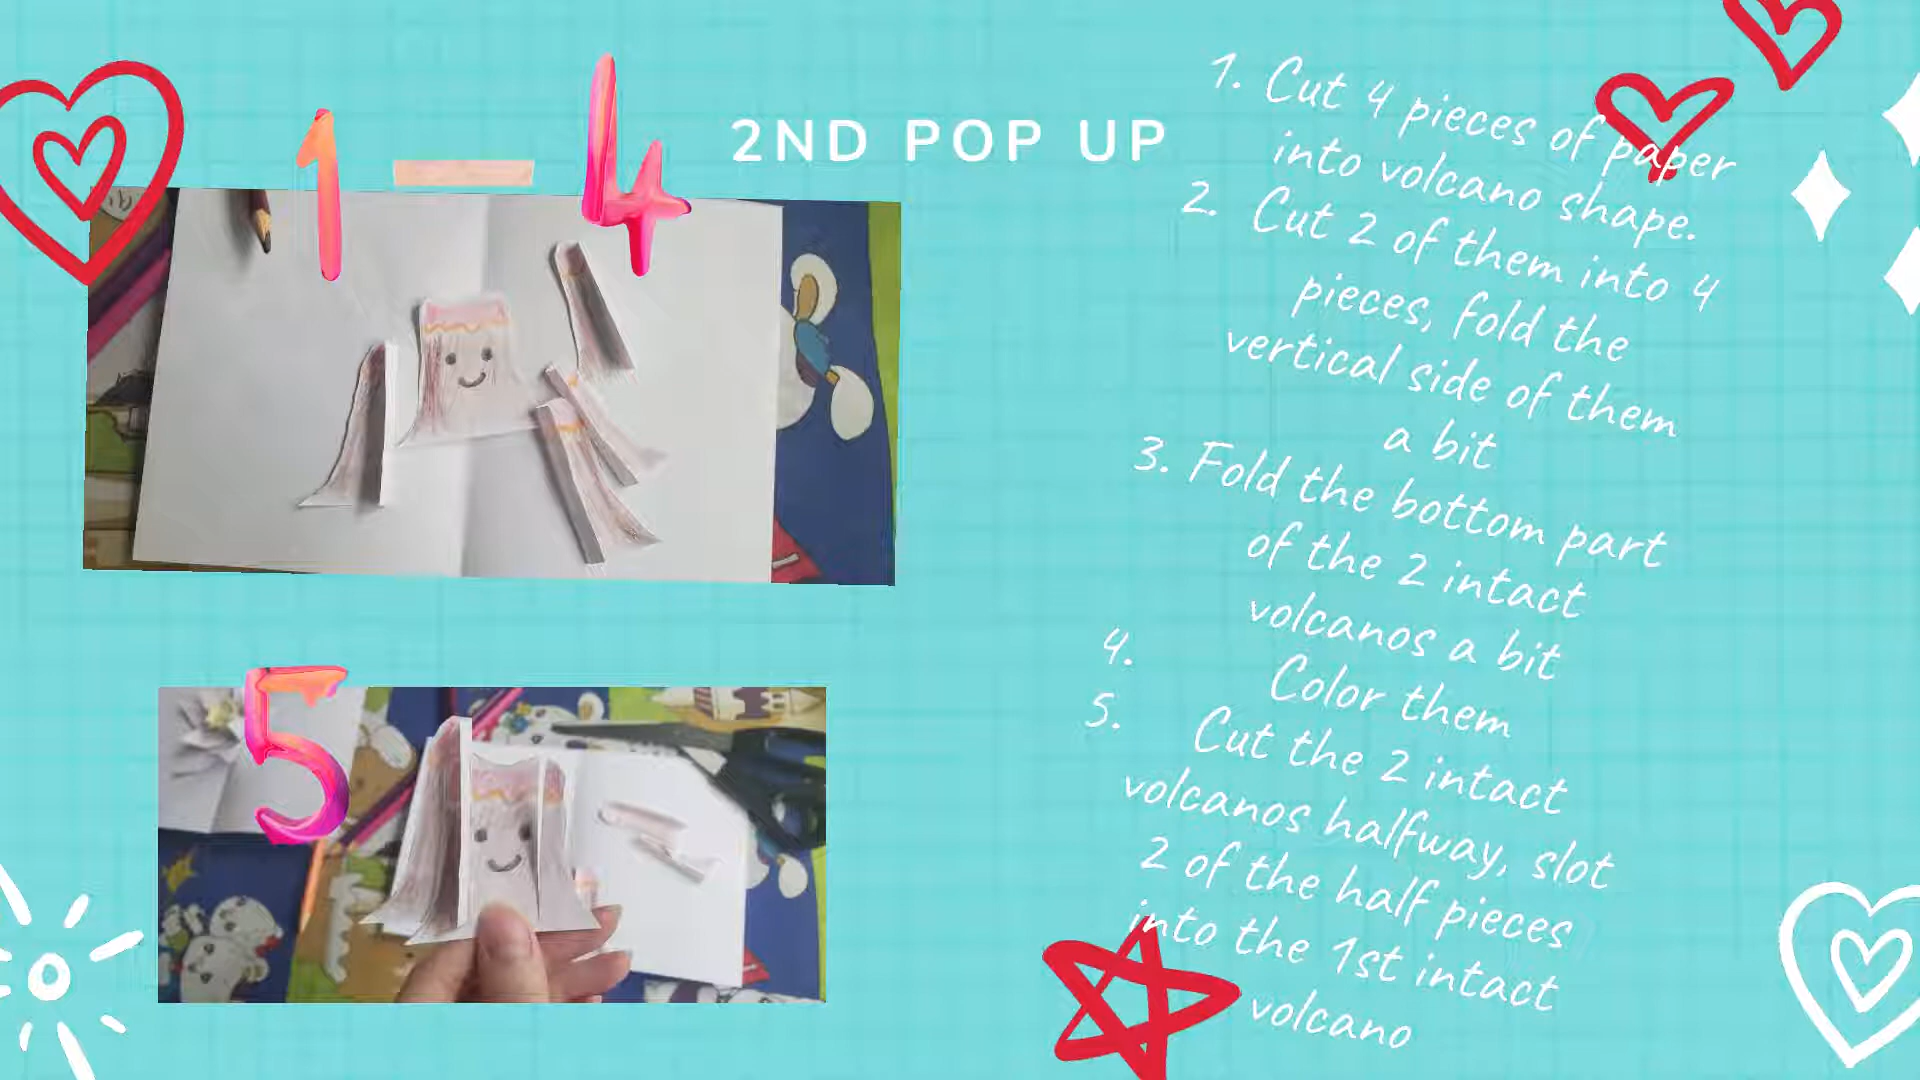 1 - 4
2ND POP UP
1. Cut 4 pieces of paper
into volcano shape.
2. Cut 2 of them into 4
pieces, fold the
vertical side of them
a bit
3. Fold the bottom part
of the 2 intact
volcanos a bit
4. Color them
5. Cut the 2 intact
volcanos halfway, slot
2 of the half pieces
into the 1st intact
volcano
5